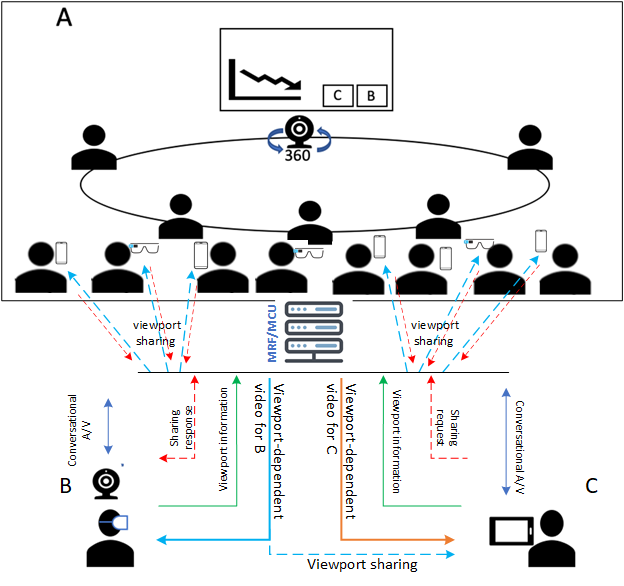 A
C
B
360
viewport
sharing
MRF/MCU
viewport
sharing
Conversational
A/V
Sharing
response
Viewport information
Viewport-dependent
video for B
Viewport-dependent
video for C
Viewport information
Sharing
request
Conversational A/V
B
C
Viewport sharing